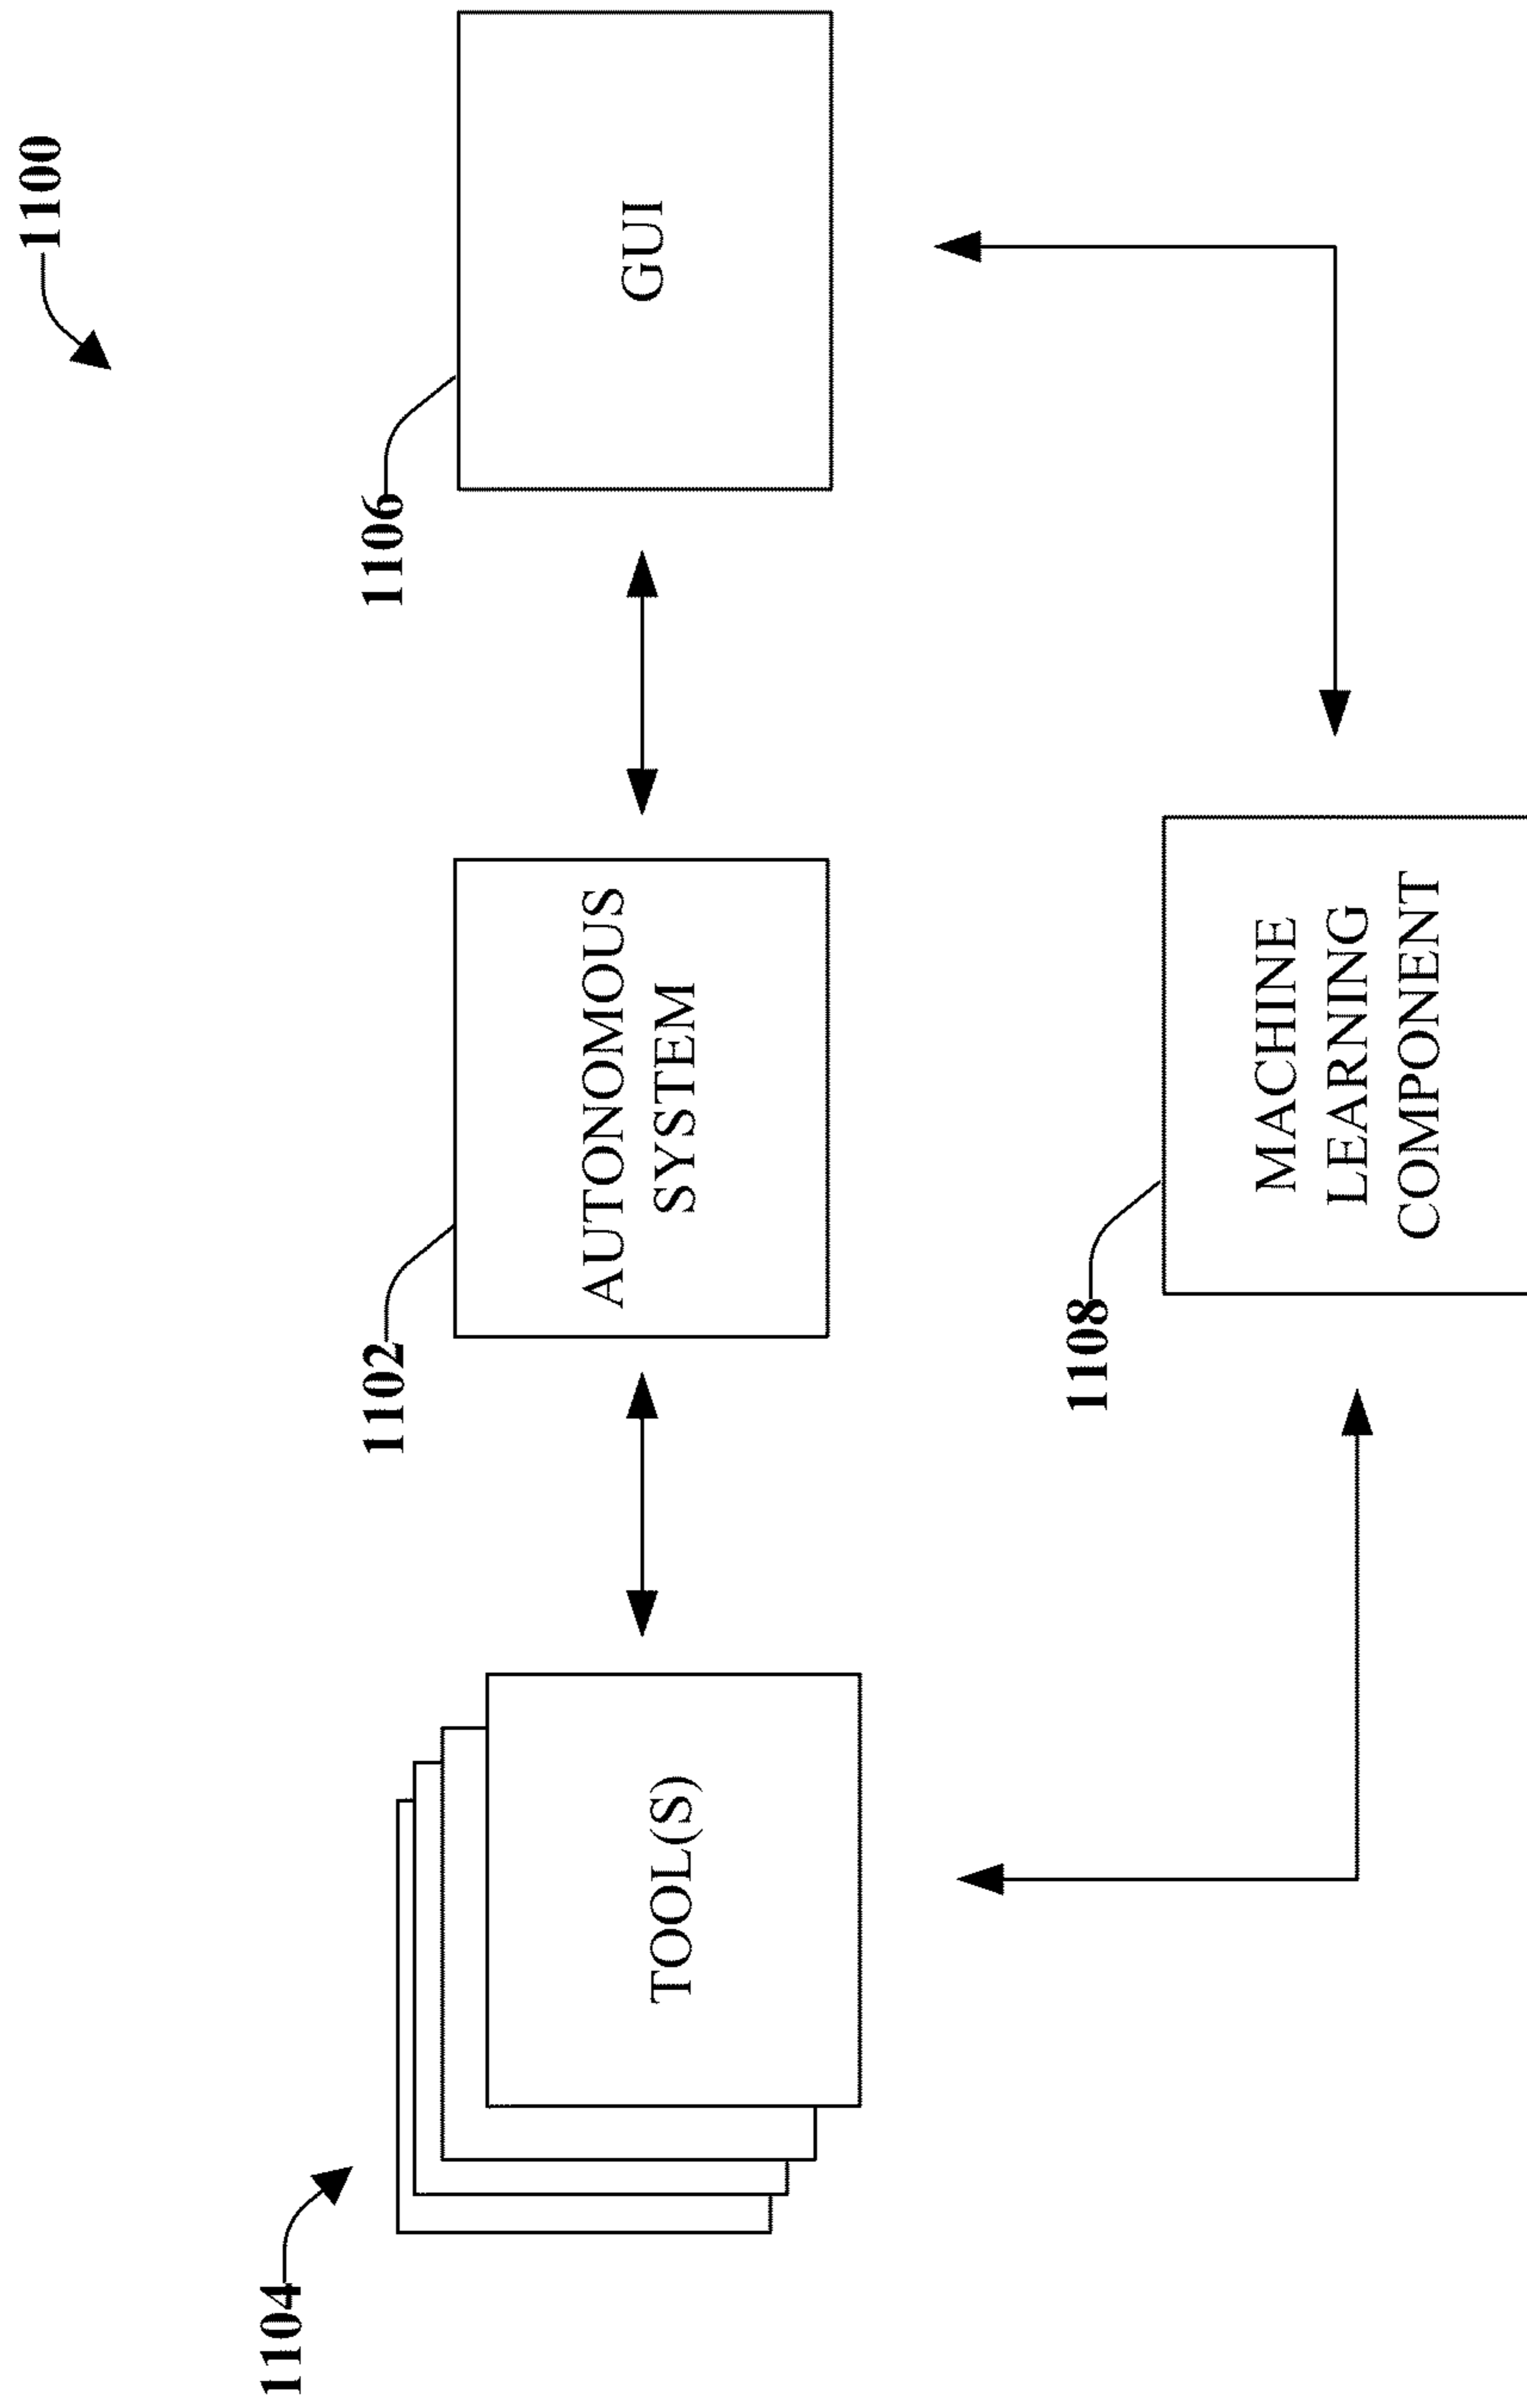 1100
1104
TOOL(S)
1102
AUTONOMOUS
SYSTEM
1106
GUI
1108
MACHINE
LEARNING
COMPONENT